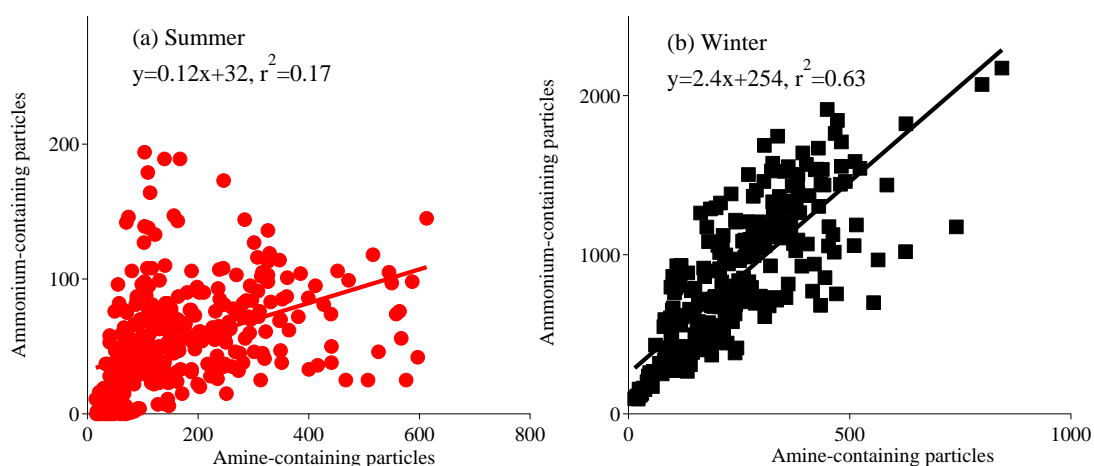 (a) Summer
y=0.12x+32, r²=0.17
Ammonium-containing particles
200
100
0
0 200 400 600 800
Amine-containing particles
(b) Winter
y=2.4x+254, r²=0.63
Ammonium-containing particles
2000
1000
0
0 500 1000
Amine-containing particles